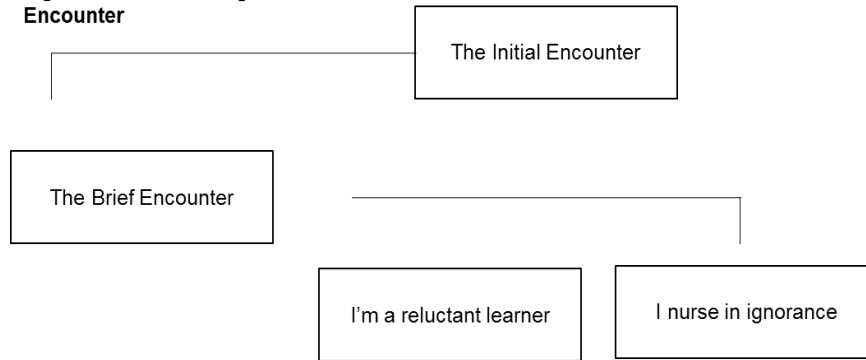 Encounter
The Initial Encounter
The Brief Encounter
I’m a reluctant learner
I nurse in ignorance